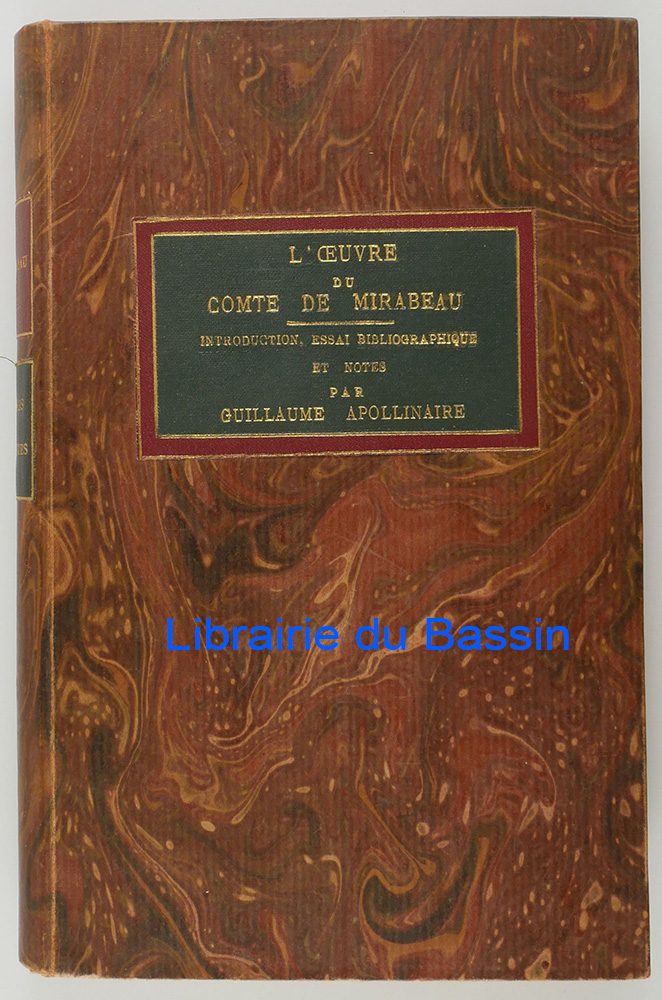 L'ŒUVRE
DU
COMTE DE MIRABEAU
INTRODUCTION, ESSAI BIBLIOGRAPHIQUE
ET NOTES
PAR
GUILLAUME APOLLINAIRE
Librairie du Bassin